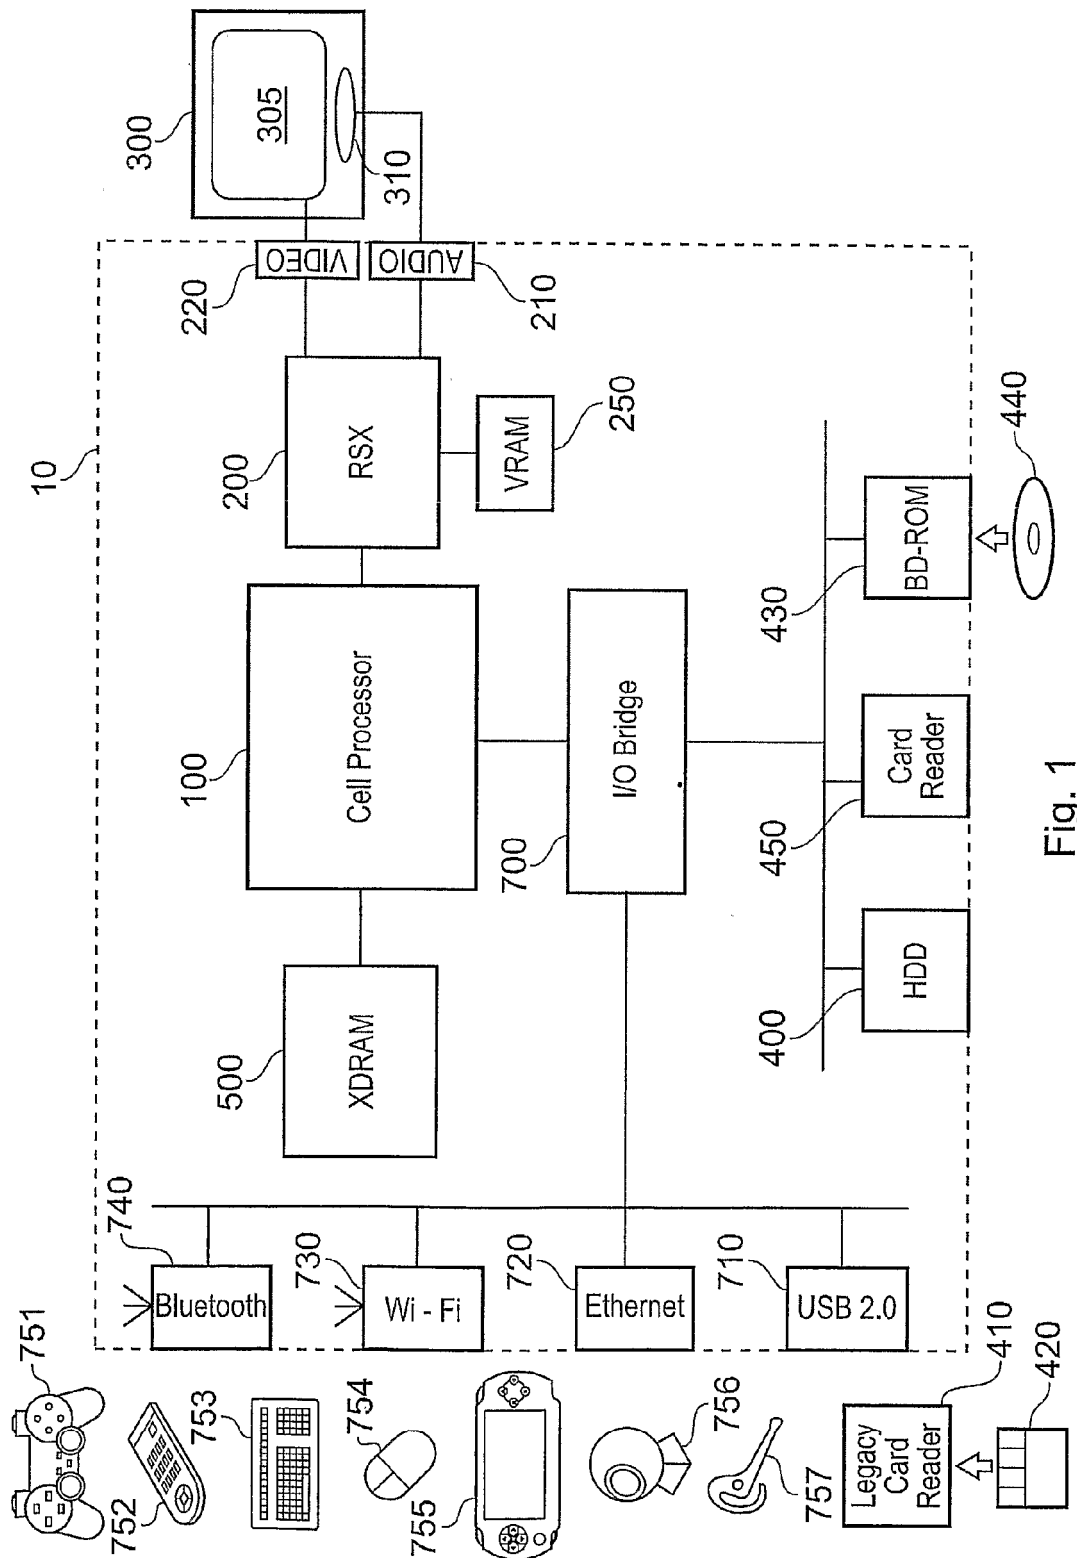 10
751
752
753
754
755
756
757
740
Bluetooth
730
Wi - Fi
720
Ethernet
710
USB 2.0
410
Legacy
Card
Reader
420
500
XDRAM
100
Cell Processor
200
RSX
250
VRAM
220
VIDEO
AUDIO
210
300
305
310
700
I/O Bridge
400
HDD
450
Card
Reader
430
BD-ROM
440
Fig. 1